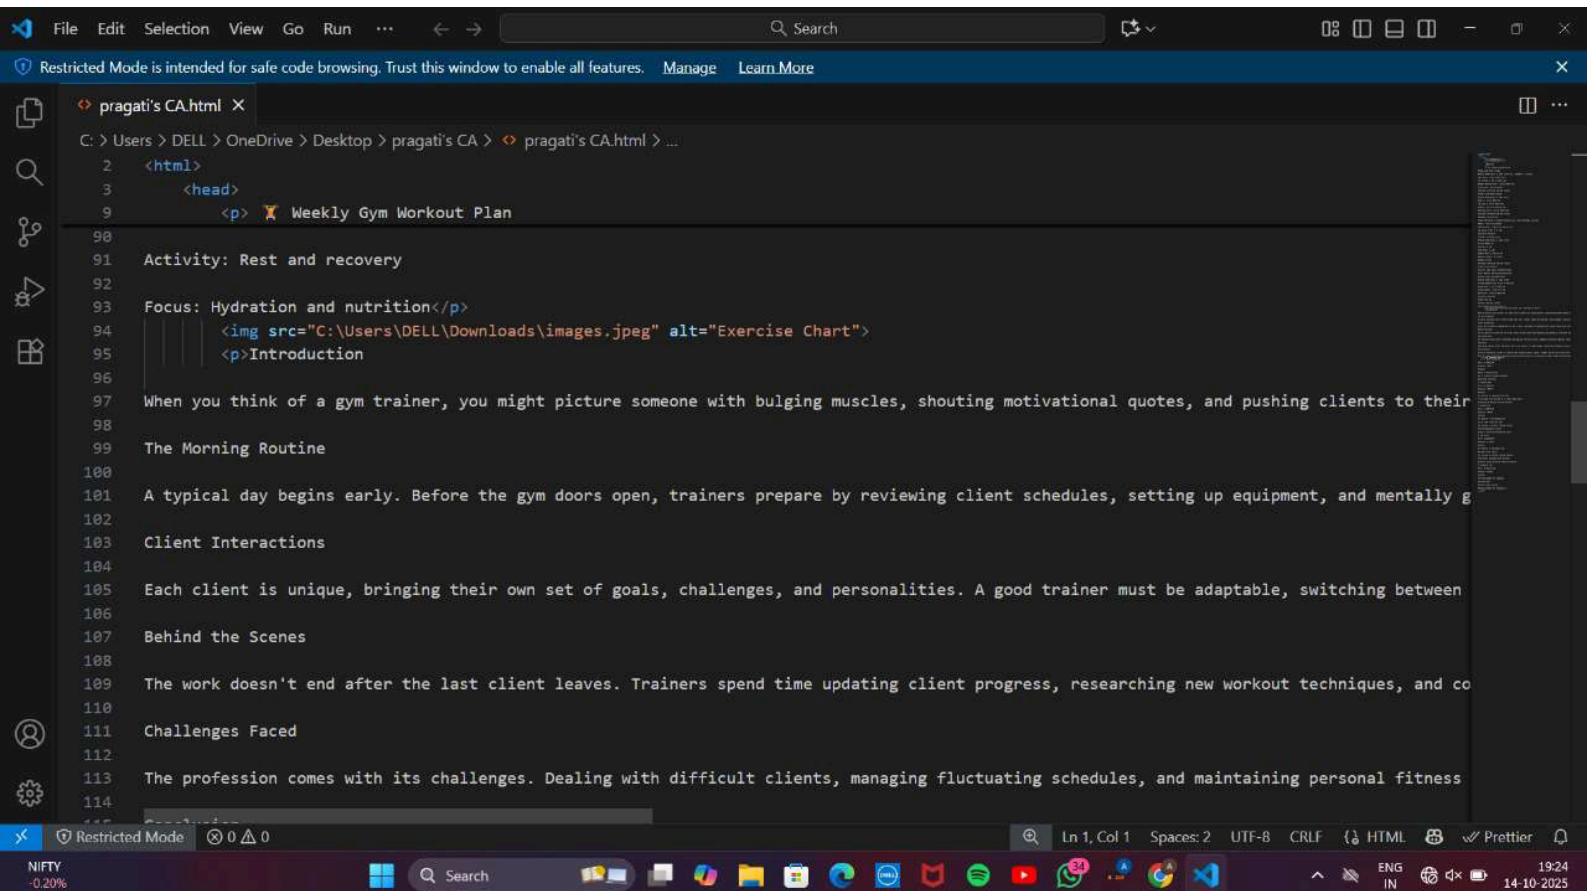 File Edit Selection View Go Run ··· Search
Restricted Mode is intended for safe code browsing. Trust this window to enable all features. Manage Learn More
pragati's CA.html
C: > Users > DELL > OneDrive > Desktop > pragati's CA > pragati's CA.html > ...
2 <html>
3 <head>
9 <p> 🏋 Weekly Gym Workout Plan
90
91 Activity: Rest and recovery
92
93 Focus: Hydration and nutrition</p>
94 <img src="C:\Users\DELL\Downloads\images.jpeg" alt="Exercise Chart">
95 <p>Introduction
96
97 When you think of a gym trainer, you might picture someone with bulging muscles, shouting motivational quotes, and pushing clients to their
98
99 The Morning Routine
100
101 A typical day begins early. Before the gym doors open, trainers prepare by reviewing client schedules, setting up equipment, and mentally g
102
103 Client Interactions
104
105 Each client is unique, bringing their own set of goals, challenges, and personalities. A good trainer must be adaptable, switching between
106
107 Behind the Scenes
108
109 The work doesn't end after the last client leaves. Trainers spend time updating client progress, researching new workout techniques, and co
110
111 Challenges Faced
112
113 The profession comes with its challenges. Dealing with difficult clients, managing fluctuating schedules, and maintaining personal fitness
114
Restricted Mode 0 0 Ln 1, Col 1 Spaces: 2 UTF-8 CRLF HTML Prettier
NIFTY
-0.20%
Search
34
ENG
IN
19:24
14-10-2025